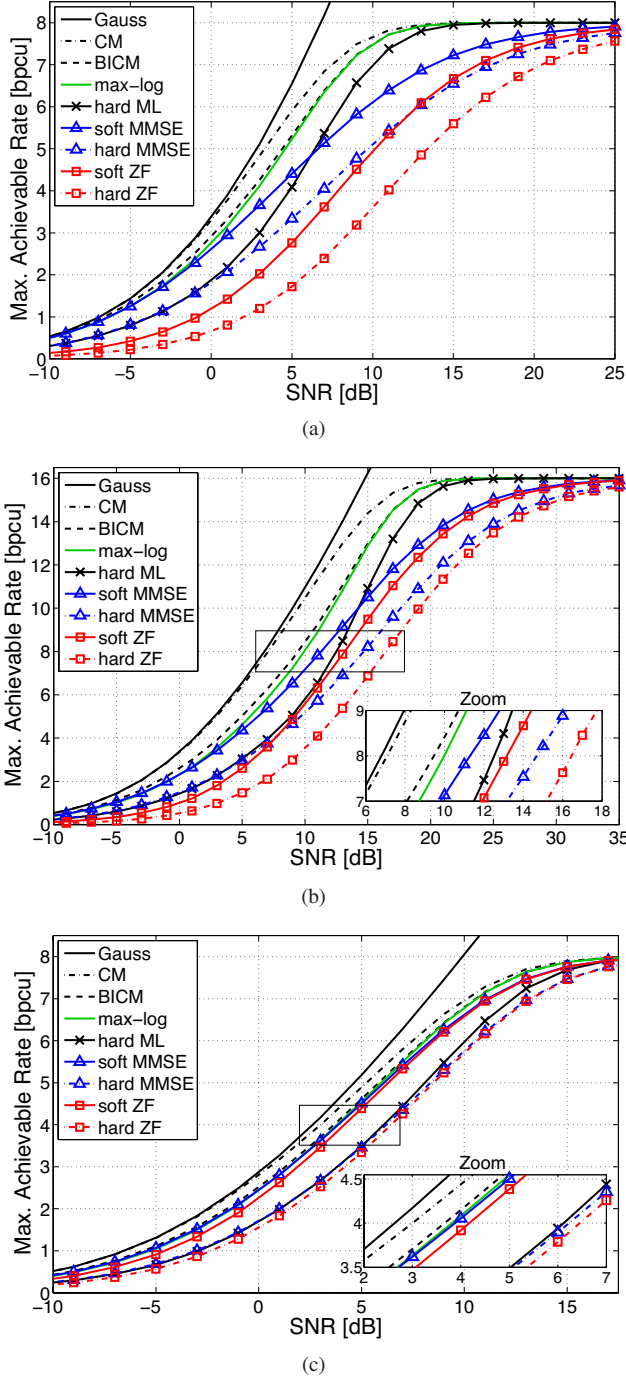 Max. Achievable Rate [bpcu]
8
7
6
5
4
3
2
1
0
Gauss
CM
BICM
max−log
hard ML
soft MMSE
hard MMSE
soft ZF
hard ZF
−10 −5 0 5 10 15 20 25
SNR [dB]
(a)
Max. Achievable Rate [bpcu]
16
14
12
10
8
6
4
2
0
Gauss
CM
BICM
max−log
hard ML
soft MMSE
hard MMSE
soft ZF
hard ZF
Zoom
9
8
7
6 8 10 12 14 16 18
−10 −5 0 5 10 15 20 25 30 35
SNR [dB]
(b)
Max. Achievable Rate [bpcu]
8
7
6
5
4
3
2
1
0
Gauss
CM
BICM
max−log
hard ML
soft MMSE
hard MMSE
soft ZF
hard ZF
Zoom
4.5
4
3.5
2 3 4 5 6 7
−10 −5 0 5 10 15
SNR [dB]
(c)